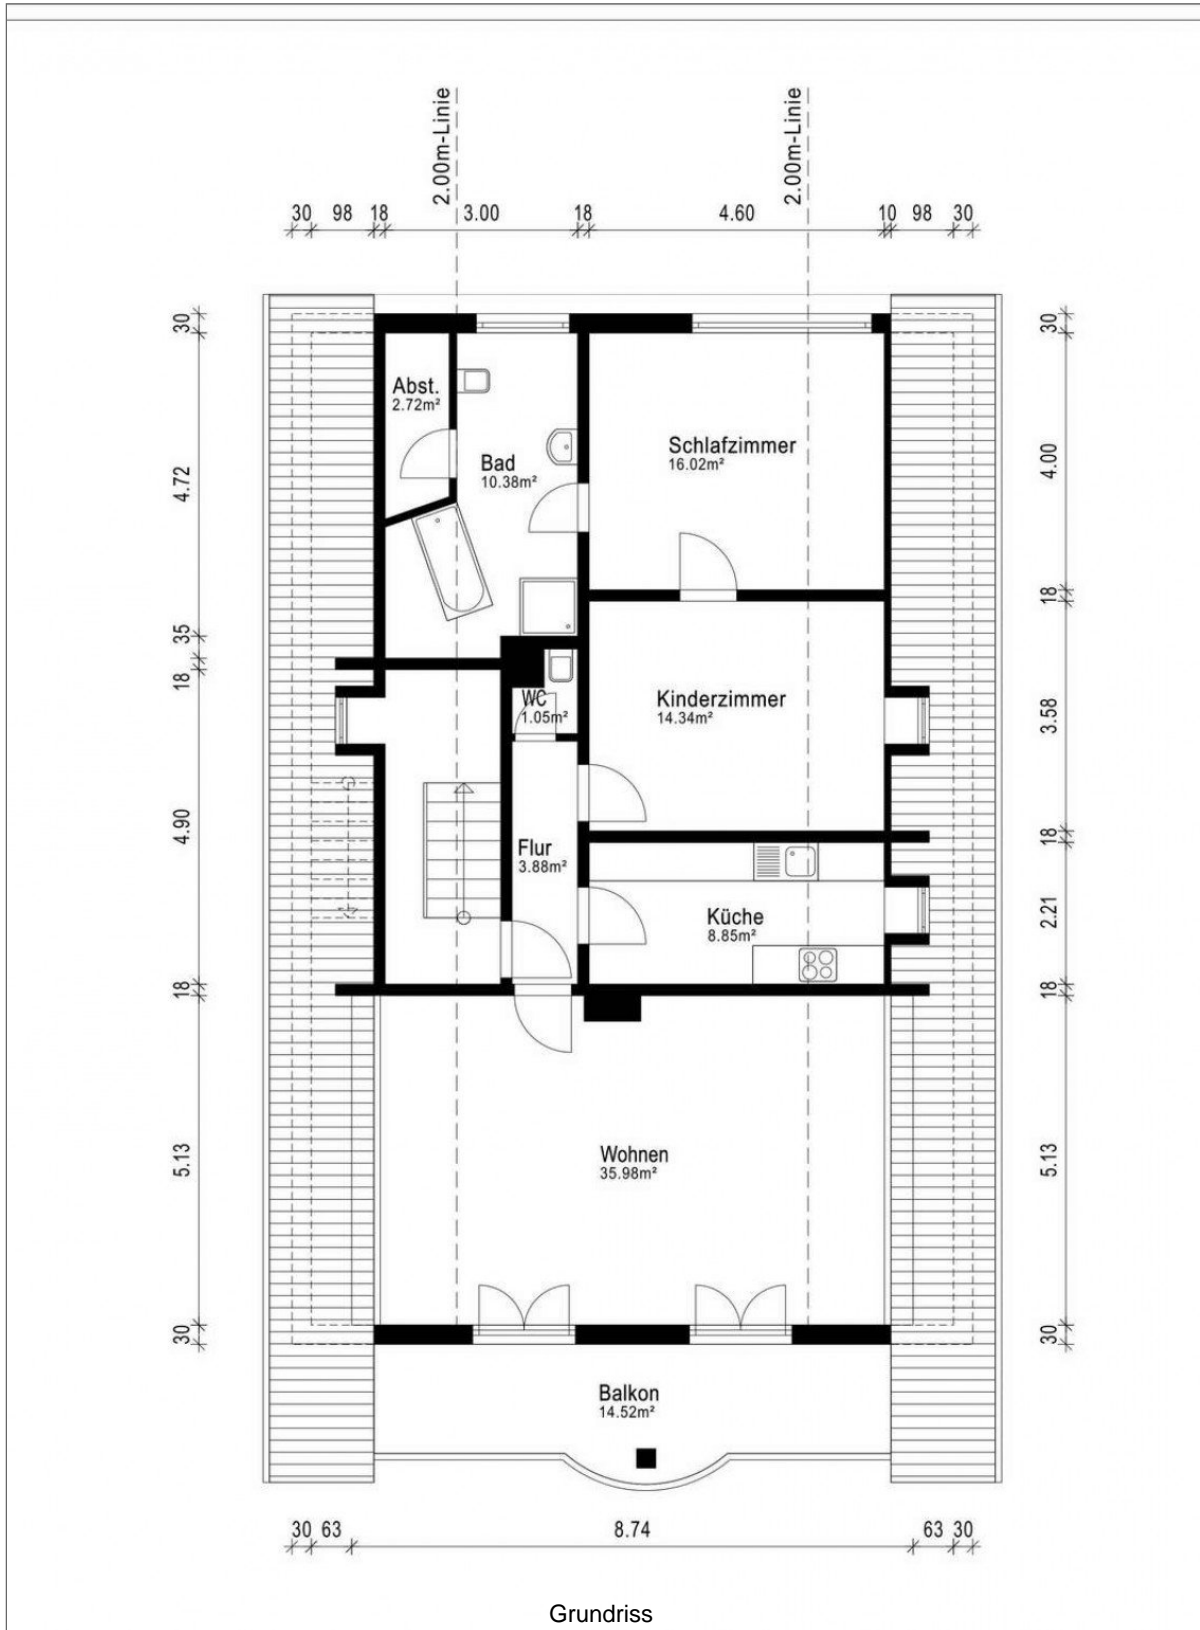 2.00m-Linie
2.00m-Linie
30 98 18 3.00 18 4.60 10 98 30
30
30
Abst.
2.72m²
Schlafzimmer
16.02m²
Bad
10.38m²
4.72
4.00
18
35
18
WC
1.05m²
Kinderzimmer
14.34m²
3.58
4.90
18
Flur
3.88m²
Küche
8.85m²
2.21
18
18
Wohnen
35.98m²
5.13
5.13
30
30
Balkon
14.52m²
30 63 8.74 63 30
Grundriss